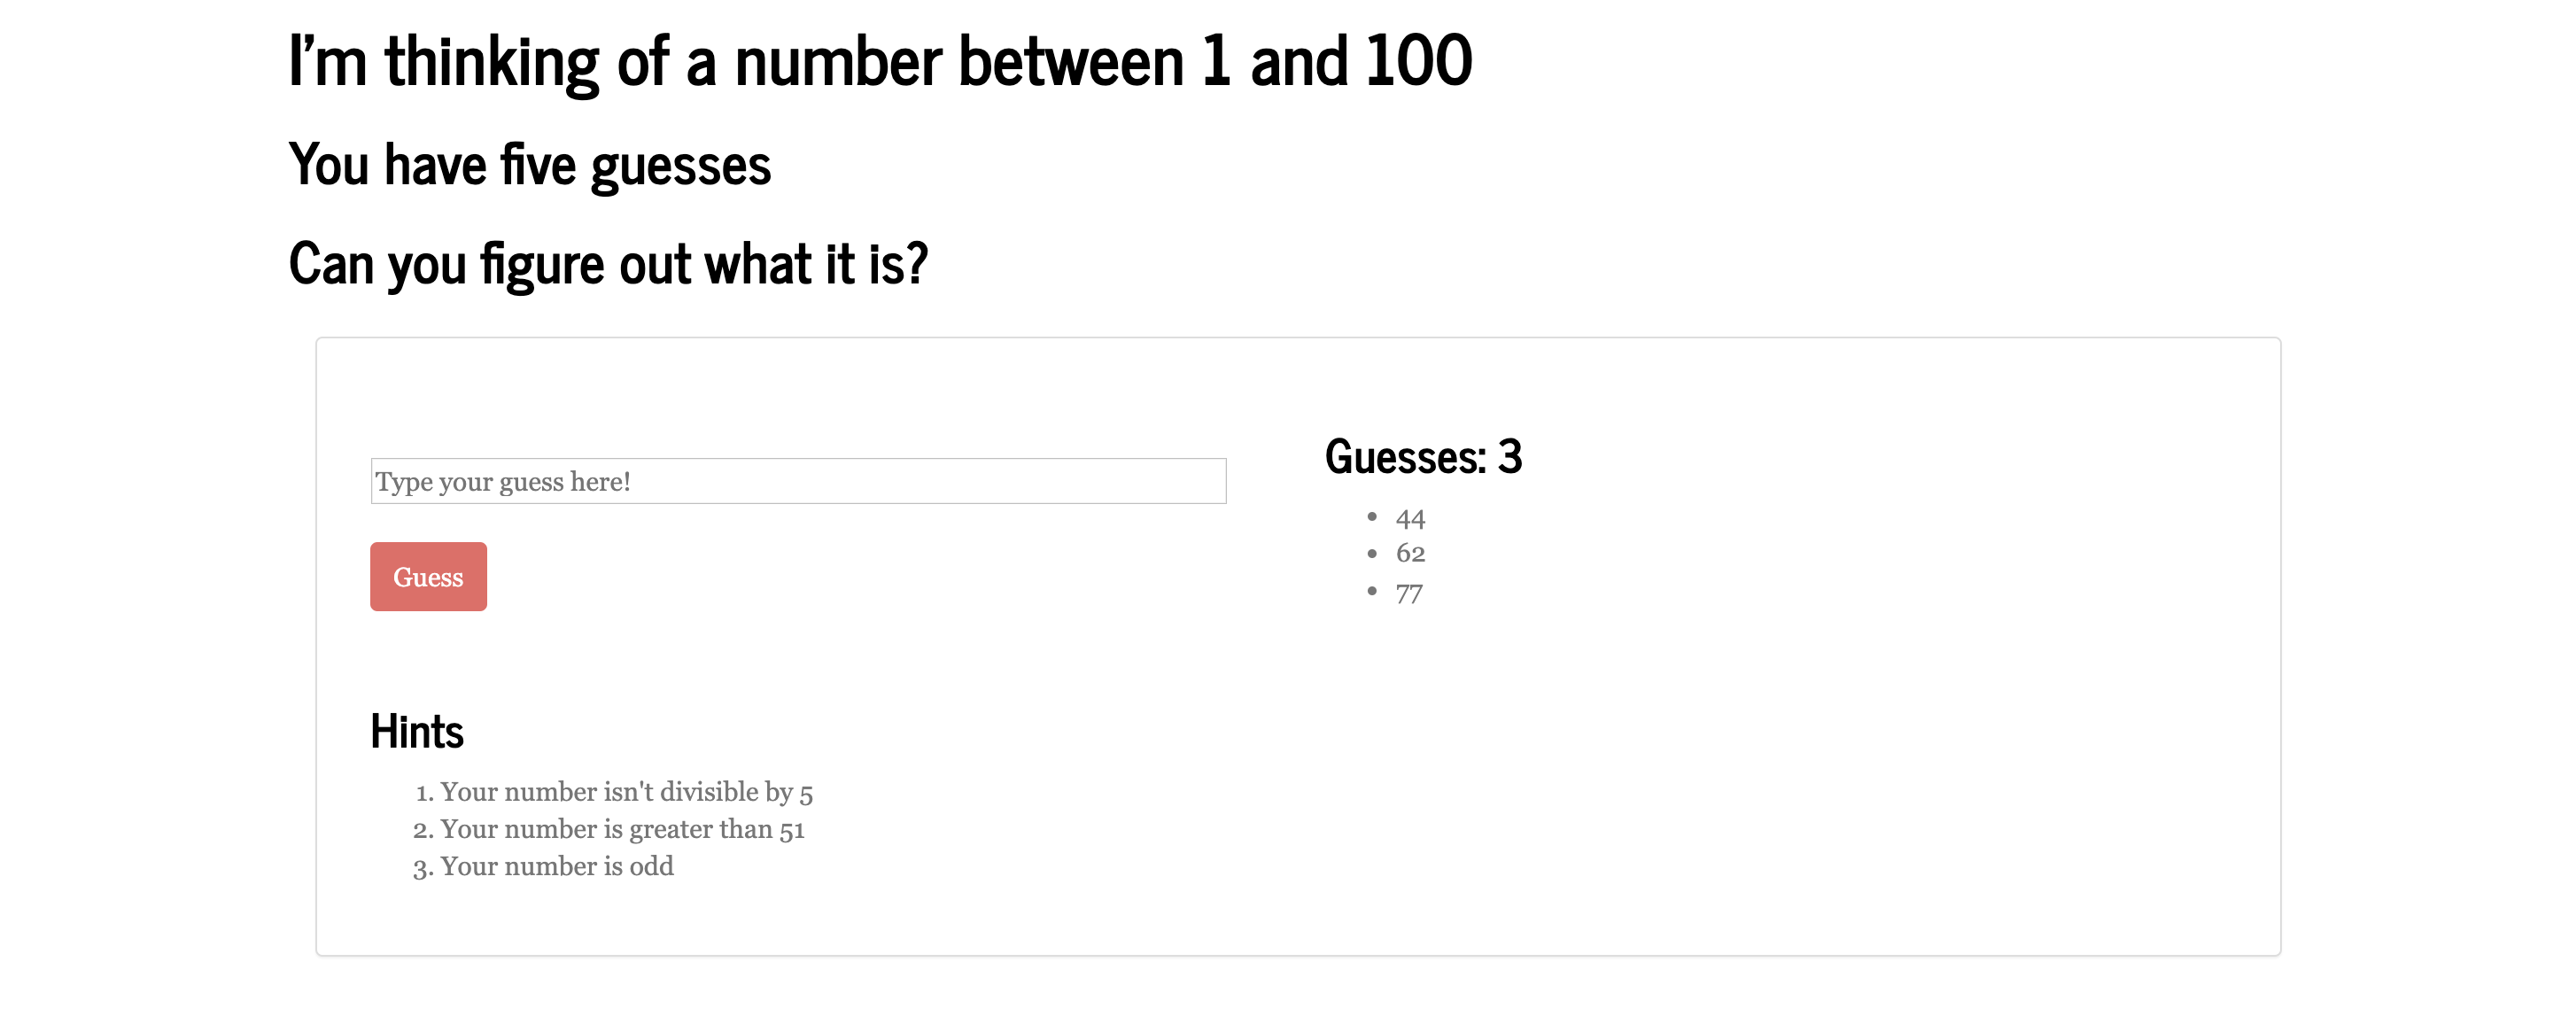 I'm thinking of a number between 1 and 100
You have five guesses
Can you figure out what it is?
Type your guess here!
Guess
Guesses: 3
• 44
• 62
• 77
Hints
1. Your number isn't divisible by 5
2. Your number is greater than 51
3. Your number is odd